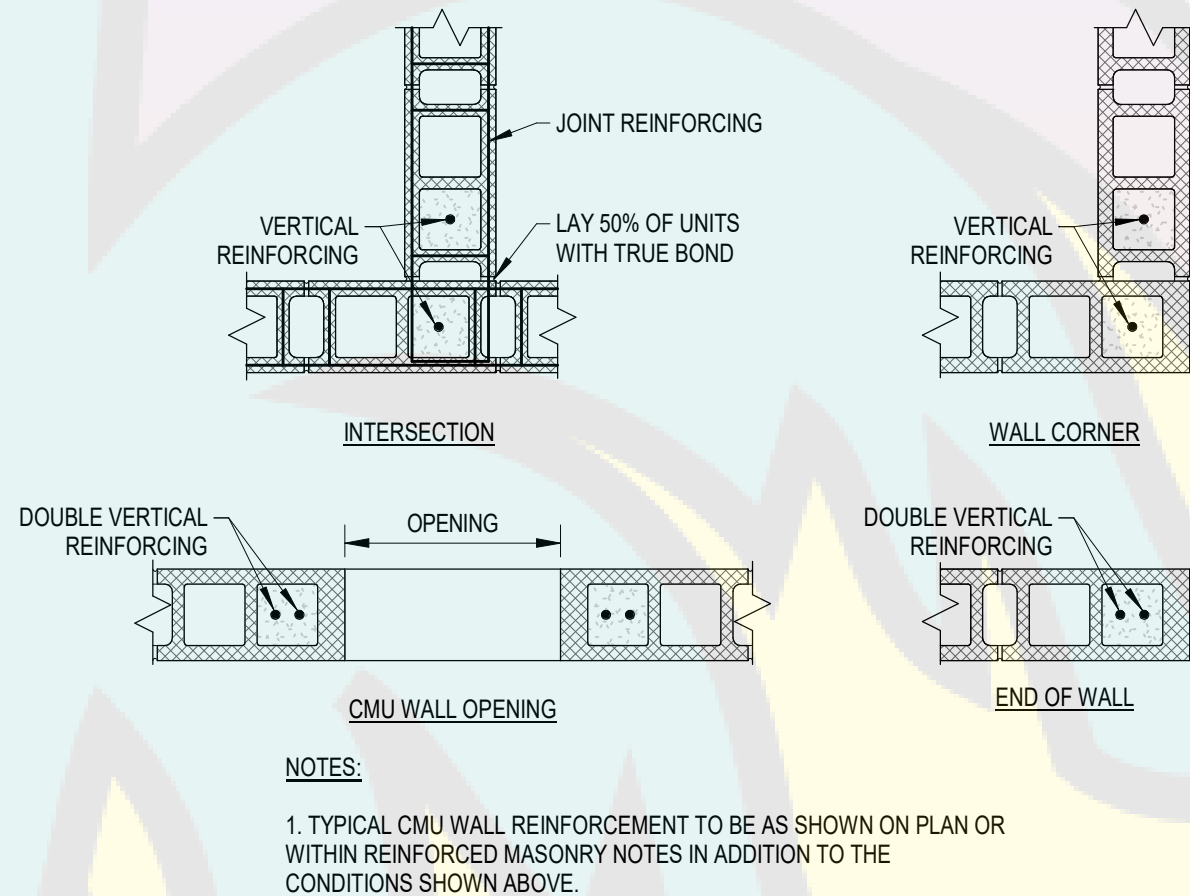 JOINT REINFORCING
VERTICAL
REINFORCING
LAY 50% OF UNITS
WITH TRUE BOND
INTERSECTION
VERTICAL
REINFORCING
WALL CORNER
DOUBLE VERTICAL
REINFORCING
OPENING
CMU WALL OPENING
DOUBLE VERTICAL
REINFORCING
END OF WALL
NOTES:
1. TYPICAL CMU WALL REINFORCEMENT TO BE AS SHOWN ON PLAN OR
WITHIN REINFORCED MASONRY NOTES IN ADDITION TO THE
CONDITIONS SHOWN ABOVE.